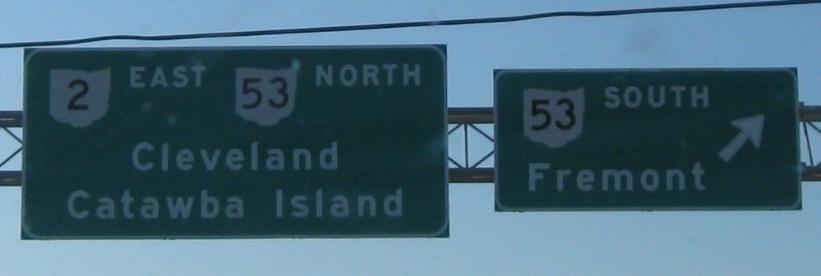 2 EAST 53 NORTH
Cleveland
Catawba Island
53 SOUTH
Fremont